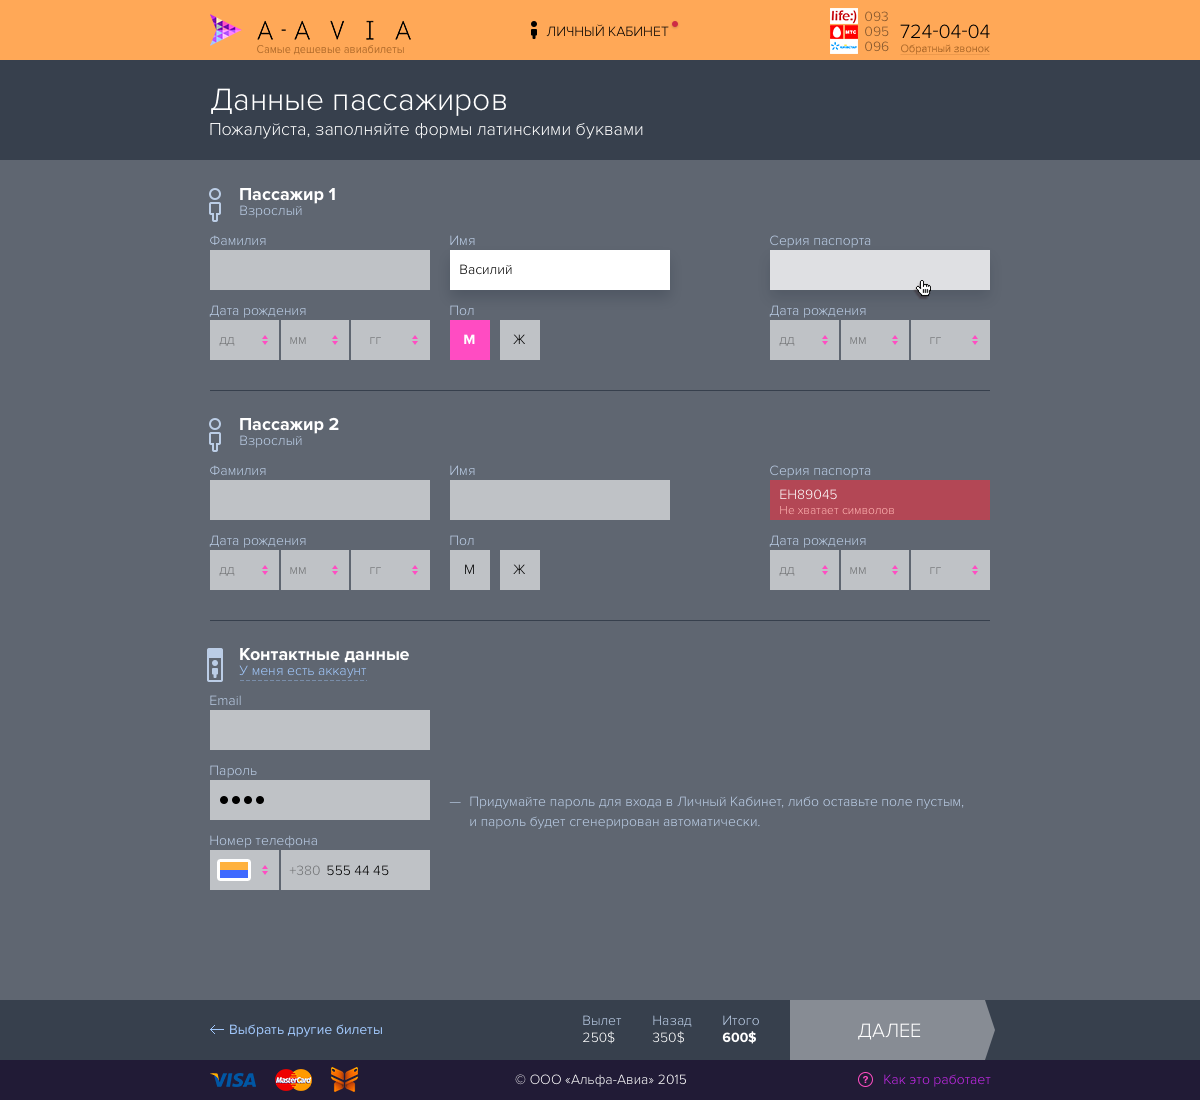 A-AVIA
Самые дешевые авиабилеты
ЛИЧНЫЙ КАБИНЕТ
life:) 093
МТС 095
київстар 096
724-04-04
Обратный звонок
Данные пассажиров
Пожалуйста, заполняйте формы латинскими буквами
Пассажир 1
Взрослый
Фамилия Имя Серия паспорта
Василий
Дата рождения Пол Дата рождения
дд мм гг М Ж дд мм гг
Пассажир 2
Взрослый
Фамилия Имя Серия паспорта
ЕН89045
Не хватает символов
Дата рождения Пол Дата рождения
дд мм гг М Ж дд мм гг
Контактные данные
У меня есть аккаунт
Email
Пароль
— Придумайте пароль для входа в Личный Кабинет, либо оставьте поле пустым,
и пароль будет сгенерирован автоматически.
Номер телефона
+380 555 44 45
Выбрать другие билеты
Вылет Назад Итого
250$ 350$ 600$
ДАЛЕЕ
VISA MasterCard © ООО «Альфа-Авиа» 2015 ? Как это работает